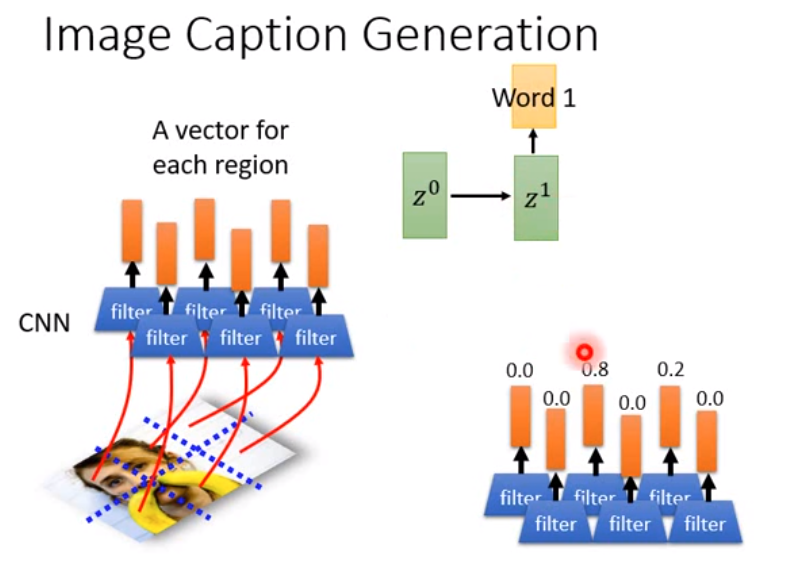 Image Caption Generation
Word 1
A vector for
each region
z⁰
z¹
filter filter filter
CNN
filter filter filter
0.0 0.8 0.2
0.0 0.0 0.0
filter filter filter
filter filter filter